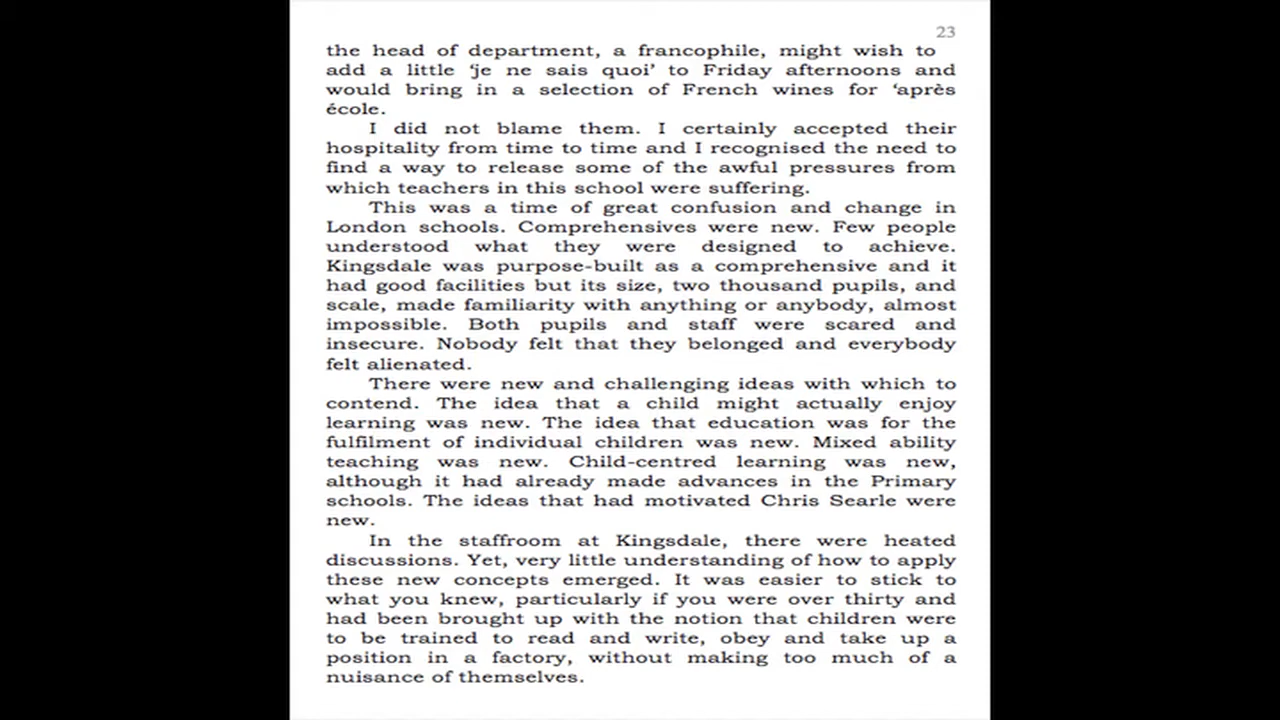 23
the head of department, a francophile, might wish to
add a little ‘je ne sais quoi’ to Friday afternoons and
would bring in a selection of French wines for ‘après
école.
I did not blame them. I certainly accepted their
hospitality from time to time and I recognised the need to
find a way to release some of the awful pressures from
which teachers in this school were suffering.
This was a time of great confusion and change in
London schools. Comprehensives were new. Few people
understood what they were designed to achieve.
Kingsdale was purpose-built as a comprehensive and it
had good facilities but its size, two thousand pupils, and
scale, made familiarity with anything or anybody, almost
impossible. Both pupils and staff were scared and
insecure. Nobody felt that they belonged and everybody
felt alienated.
There were new and challenging ideas with which to
contend. The idea that a child might actually enjoy
learning was new. The idea that education was for the
fulfilment of individual children was new. Mixed ability
teaching was new. Child-centred learning was new,
although it had already made advances in the Primary
schools. The ideas that had motivated Chris Searle were
new.
In the staffroom at Kingsdale, there were heated
discussions. Yet, very little understanding of how to apply
these new concepts emerged. It was easier to stick to
what you knew, particularly if you were over thirty and
had been brought up with the notion that children were
to be trained to read and write, obey and take up a
position in a factory, without making too much of a
nuisance of themselves.